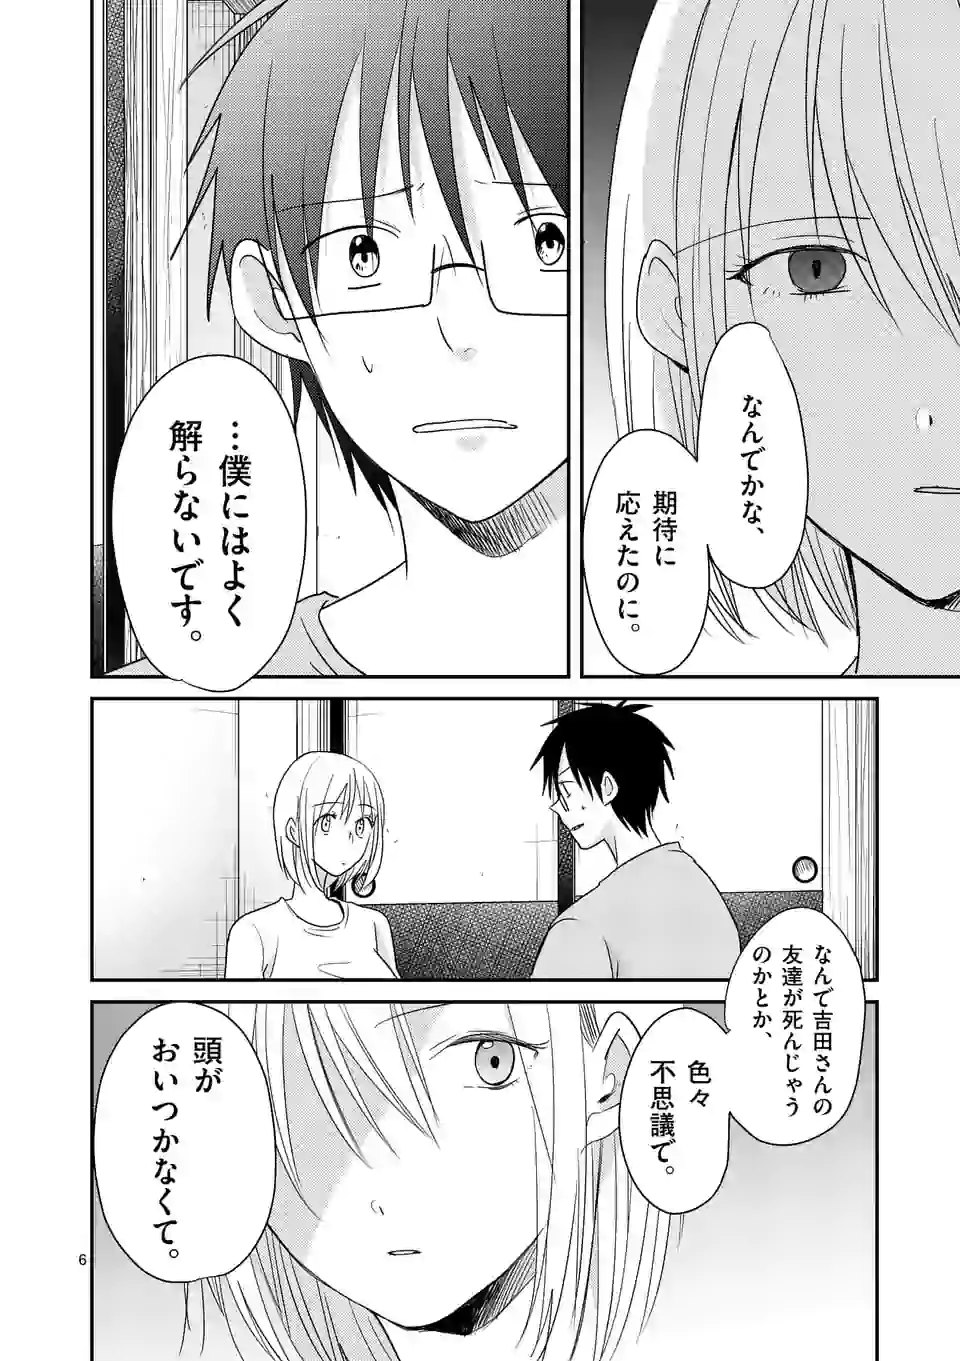 なんでかな、
期待に
応えたのに。
…僕にはよく
解らないです。
なんで吉田さんの
友達が死んじゃう
のかとか、
色々
不思議で。
頭が
おいつかなくて。
6